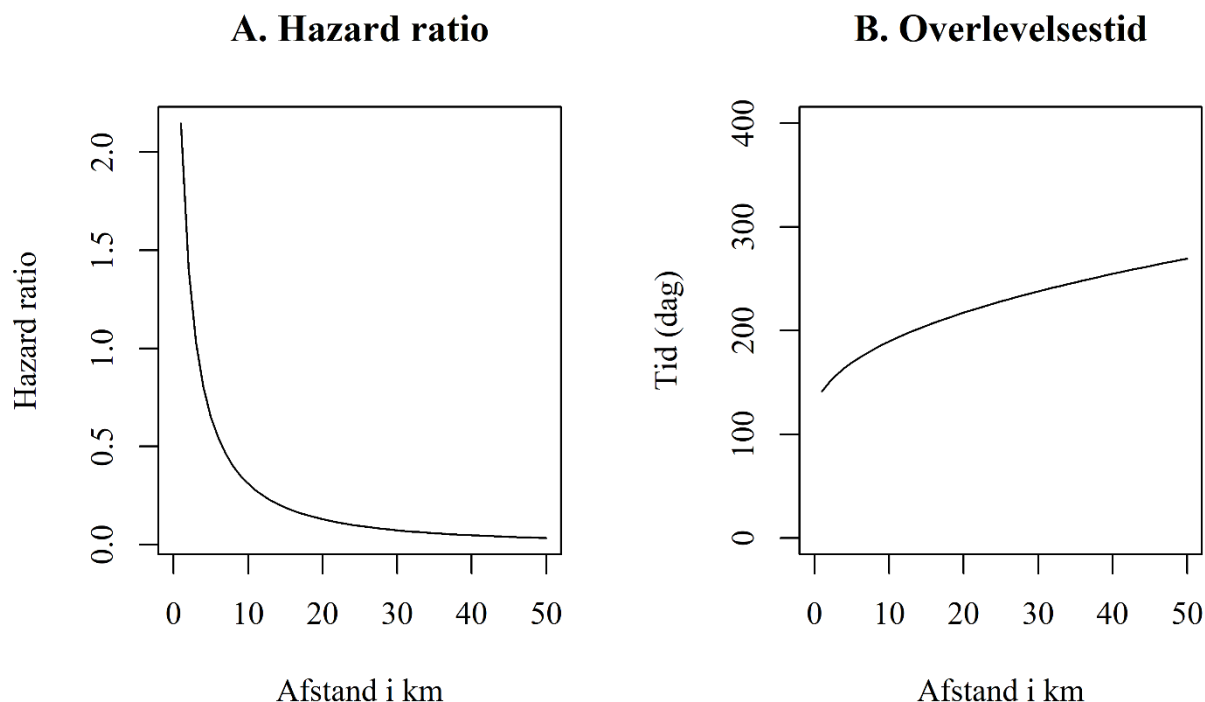 A. Hazard ratio
Hazard ratio
2.0
1.5
1.0
0.5
0.0
0 10 20 30 40 50
Afstand i km
B. Overlevelsestid
Tid (dag)
400
300
200
100
0
0 10 20 30 40 50
Afstand i km